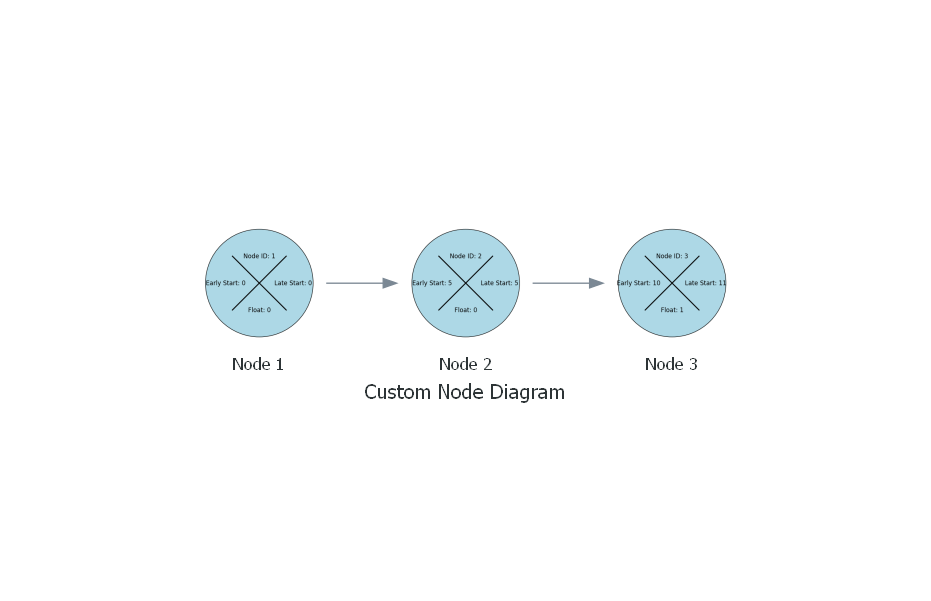 Node ID: 1
Early Start: 0
Late Start: 0
Float: 0
Node 1
Node ID: 2
Early Start: 5
Late Start: 5
Float: 0
Node 2
Node ID: 3
Early Start: 10
Late Start: 11
Float: 1
Node 3
Custom Node Diagram